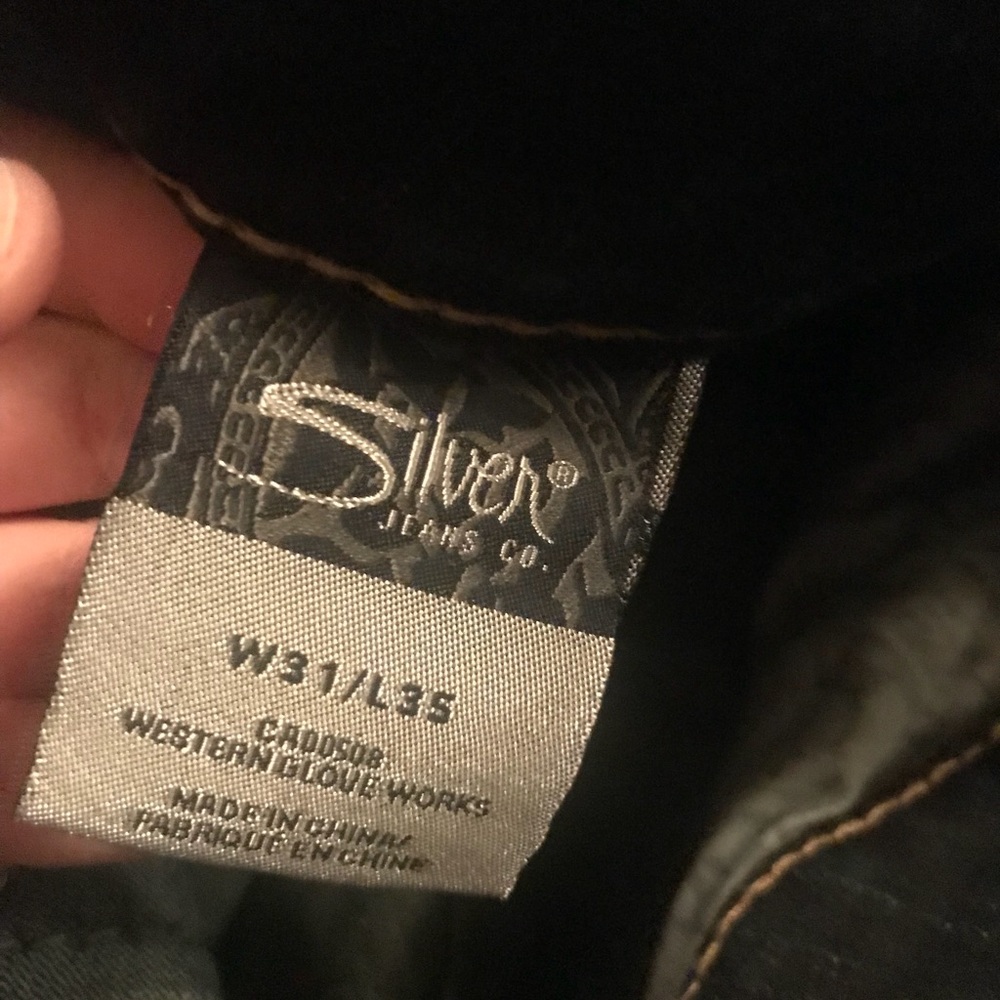 Silver®
JEANS CO.
W31/L35
CA00508
WESTERN GLOVE WORKS
MADE IN CHINA/
FABRIQUE EN CHINE